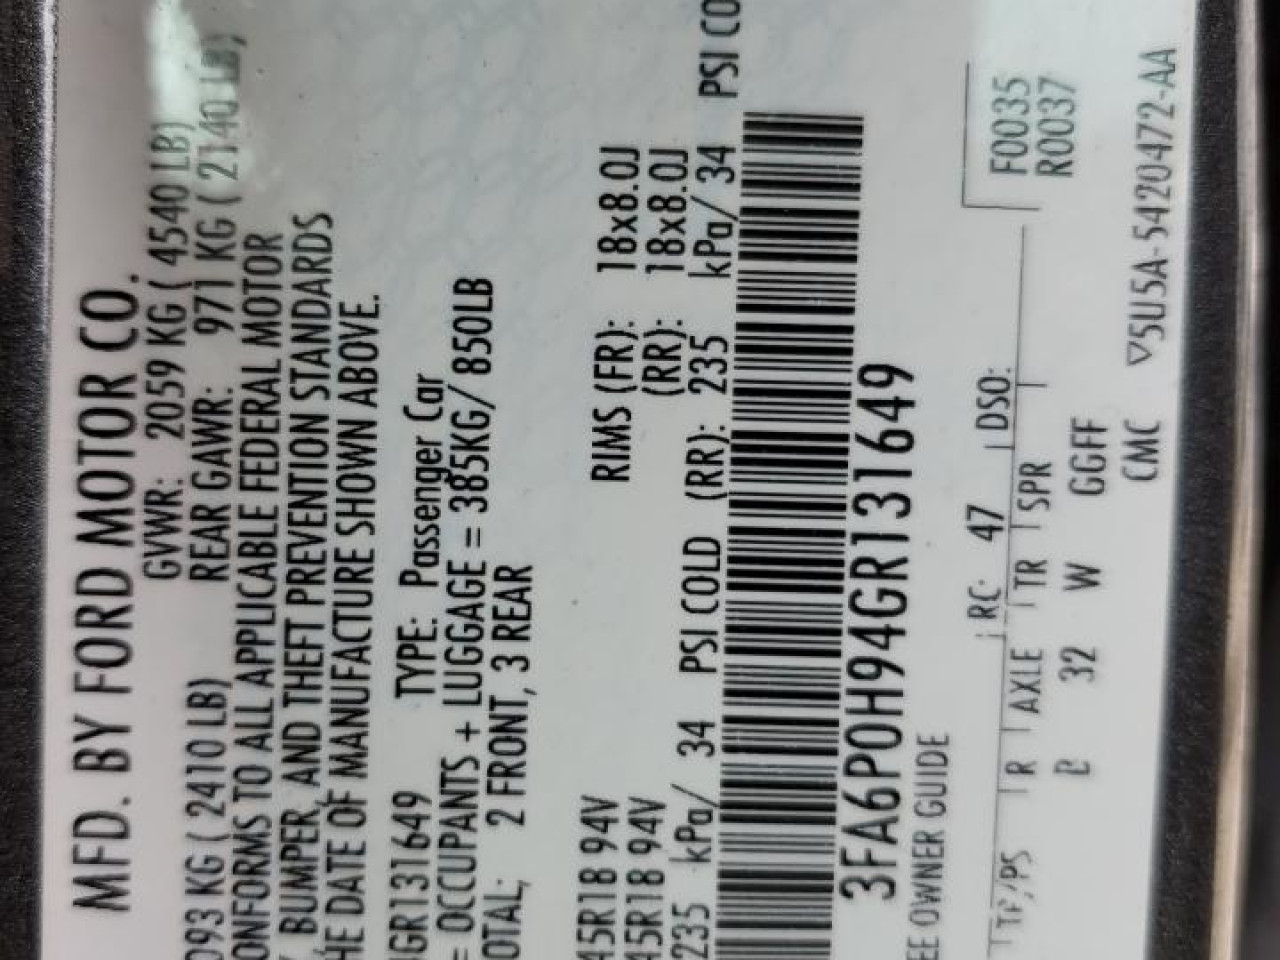 MFD. BY FORD MOTOR CO.
GVWR: 2059 KG ( 4540 LB)
093 KG ( 2410 LB) REAR GAWR: 971 KG ( 2140 LB)
ONFORMS TO ALL APPLICABLE FEDERAL MOTOR
BUMPER, AND THEFT PREVENTION STANDARDS
HE DATE OF MANUFACTURE SHOWN ABOVE.
GR131649 TYPE: Passenger Car
= OCCUPANTS + LUGGAGE = 385KG/ 850LB
OTAL; 2 FRONT, 3 REAR
45R18 94V RIMS (FR): 18x8.0J
45R18 94V (RR): 18x8.0J
235 kPa/ 34 PSI COLD (RR): 235 kPa/ 34 PSI CO
3FA6P0H94GR131649
EE OWNER GUIDE
RC: 47 DSO:
F0035
R0037
TP/PS R AXLE TR SPR
32 W GGFF
CMC ▽5U5A-5420472-AA